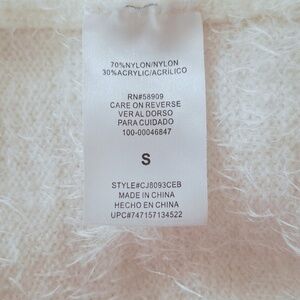 70%NYLON/NYLON
30%ACRYLIC/ACRILICO
RN#58909
CARE ON REVERSE
VER AL DORSO
PARA CUIDADO
100-00046847
S
STYLE#CJ8093CEB
MADE IN CHINA
HECHO EN CHINA
UPC#747157134522